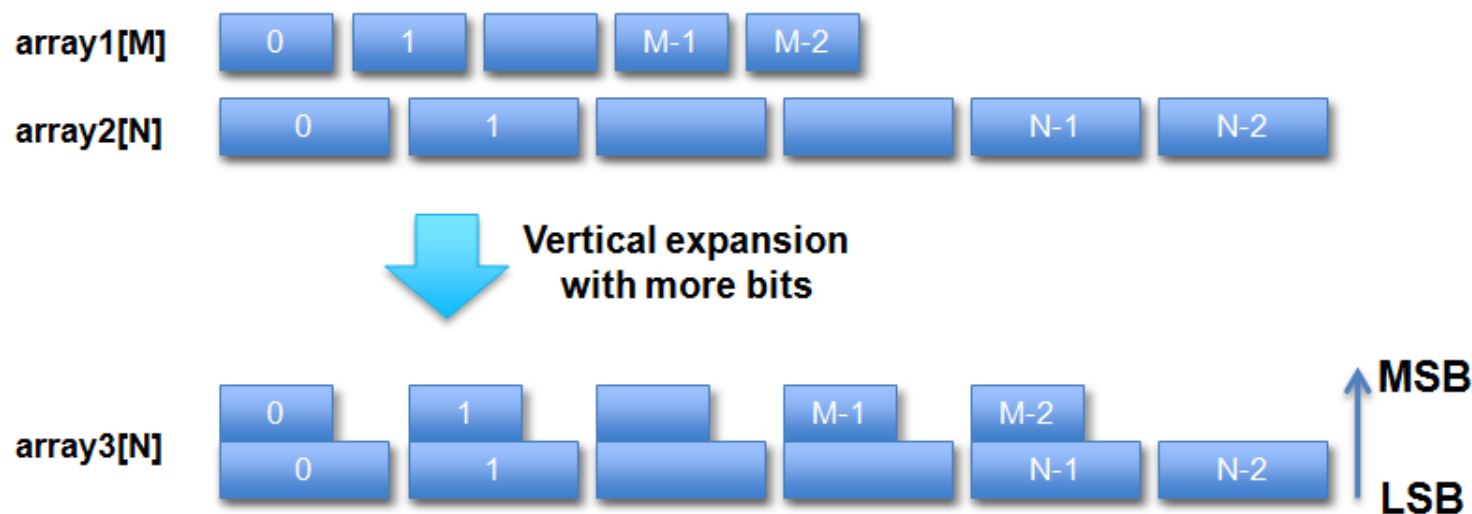 array1[M] 0 1 M-1 M-2
array2[N] 0 1 N-1 N-2
Vertical expansion
with more bits
MSB
0 1 M-1 M-2
array3[N]
0 1 N-1 N-2
LSB